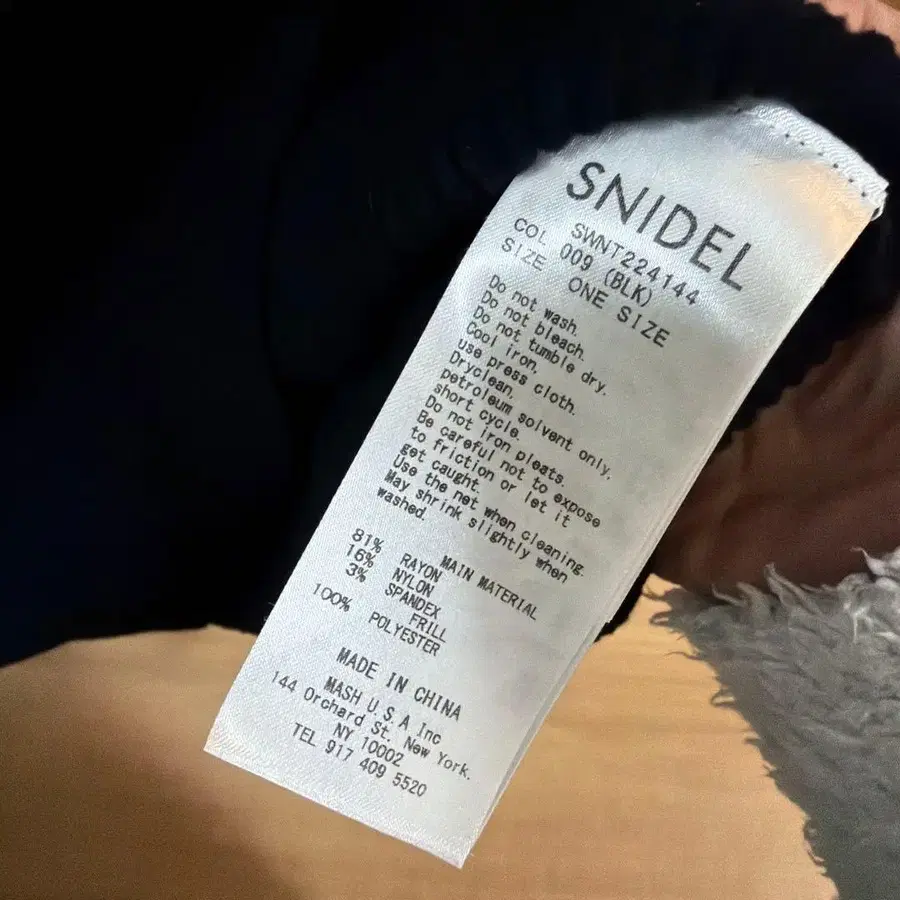 SNIDEL
SWNT224144
COL 009 (BLK)
SIZE ONE SIZE
Do not wash.
Do not bleach.
Do not tumble dry.
Cool iron,
use press cloth.
Dryclean,
petroleum solvent only,
short cycle.
Do not iron pleats.
Be careful not to expose
to friction or let it
get caught.
Use the net when cleaning.
May shrink slightly when
washed.
MAIN MATERIAL
81% RAYON
16% NYLON
3% SPANDEX
FRILL
100% POLYESTER
MADE IN CHINA
MASH U.S.A Inc
144 Orchard St. New York.
NY 10002
TEL 917 409 5520